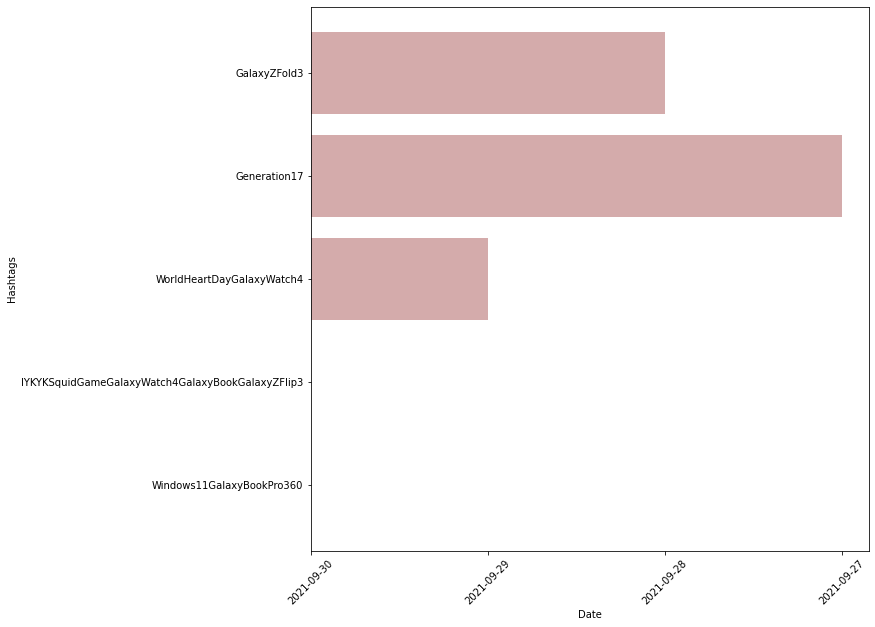 GalaxyZFold3
Generation17
WorldHeartDayGalaxyWatch4
IYKYKSquidGameGalaxyWatch4GalaxyBookGalaxyZFlip3
Windows11GalaxyBookPro360
Hashtags
2021-09-30
2021-09-29
2021-09-28
2021-09-27
Date